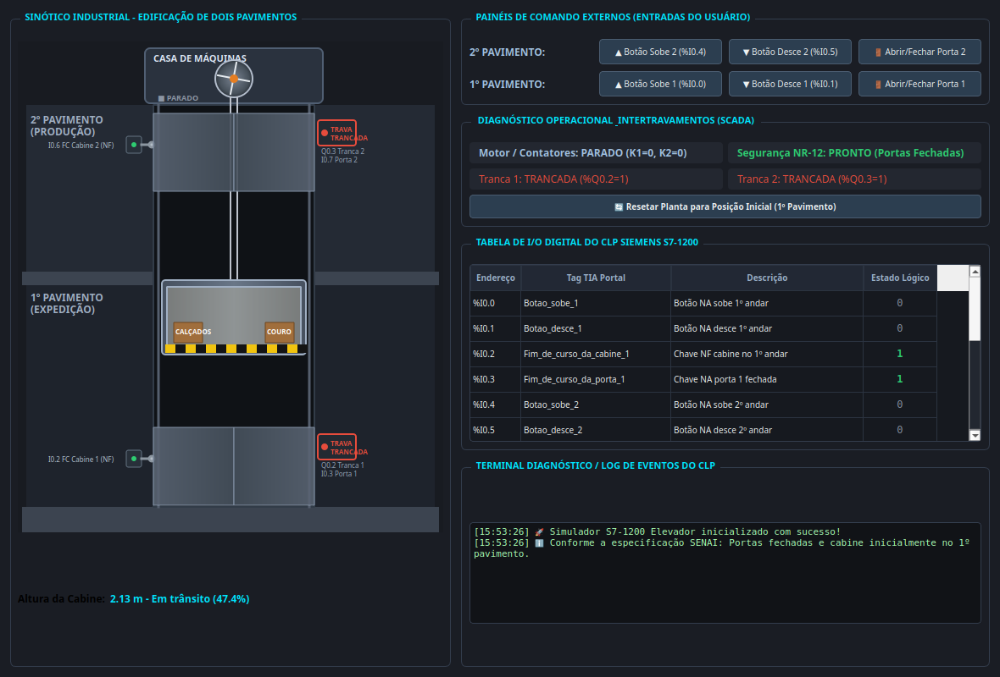 SINÓTICO INDUSTRIAL - EDIFICAÇÃO DE DOIS PAVIMENTOS
CASA DE MÁQUINAS
PARADO
2º PAVIMENTO
(PRODUÇÃO)
I0.6 FC Cabine 2 (NF)
TRAVA
TRANCADA
Q0.3 Tranca 2
I0.7 Porta 2
1º PAVIMENTO
(EXPEDIÇÃO)
CALÇADOS
COURO
I0.2 FC Cabine 1 (NF)
TRAVA
TRANCADA
Q0.2 Tranca 1
I0.3 Porta 1
Altura da Cabine: 2.13 m - Em trânsito (47.4%)
PAINÉIS DE COMANDO EXTERNOS (ENTRADAS DO USUÁRIO)
2º PAVIMENTO:
▲ Botão Sobe 2 (%I0.4)
▼ Botão Desce 2 (%I0.5)
🚪 Abrir/Fechar Porta 2
1º PAVIMENTO:
▲ Botão Sobe 1 (%I0.0)
▼ Botão Desce 1 (%I0.1)
🚪 Abrir/Fechar Porta 1
DIAGNÓSTICO OPERACIONAL _INTERTRAVAMENTOS (SCADA)
Motor / Contatores: PARADO (K1=0, K2=0)
Segurança NR-12: PRONTO (Portas Fechadas)
Tranca 1: TRANCADA (%Q0.2=1)
Tranca 2: TRANCADA (%Q0.3=1)
🔄 Resetar Planta para Posição Inicial (1º Pavimento)
TABELA DE I/O DIGITAL DO CLP SIEMENS S7-1200
Endereço Tag TIA Portal Descrição Estado Lógico
%I0.0 Botao_sobe_1 Botão NA sobe 1º andar 0
%I0.1 Botao_desce_1 Botão NA desce 1º andar 0
%I0.2 Fim_de_curso_da_cabine_1 Chave NF cabine no 1º andar 1
%I0.3 Fim_de_curso_da_porta_1 Chave NA porta 1 fechada 1
%I0.4 Botao_sobe_2 Botão NA sobe 2º andar 0
%I0.5 Botao_desce_2 Botão NA desce 2º andar 0
TERMINAL DIAGNÓSTICO / LOG DE EVENTOS DO CLP
[15:53:26] 🚀 Simulador S7-1200 Elevador inicializado com sucesso!
[15:53:26] ℹ️ Conforme a especificação SENAI: Portas fechadas e cabine inicialmente no 1º
pavimento.